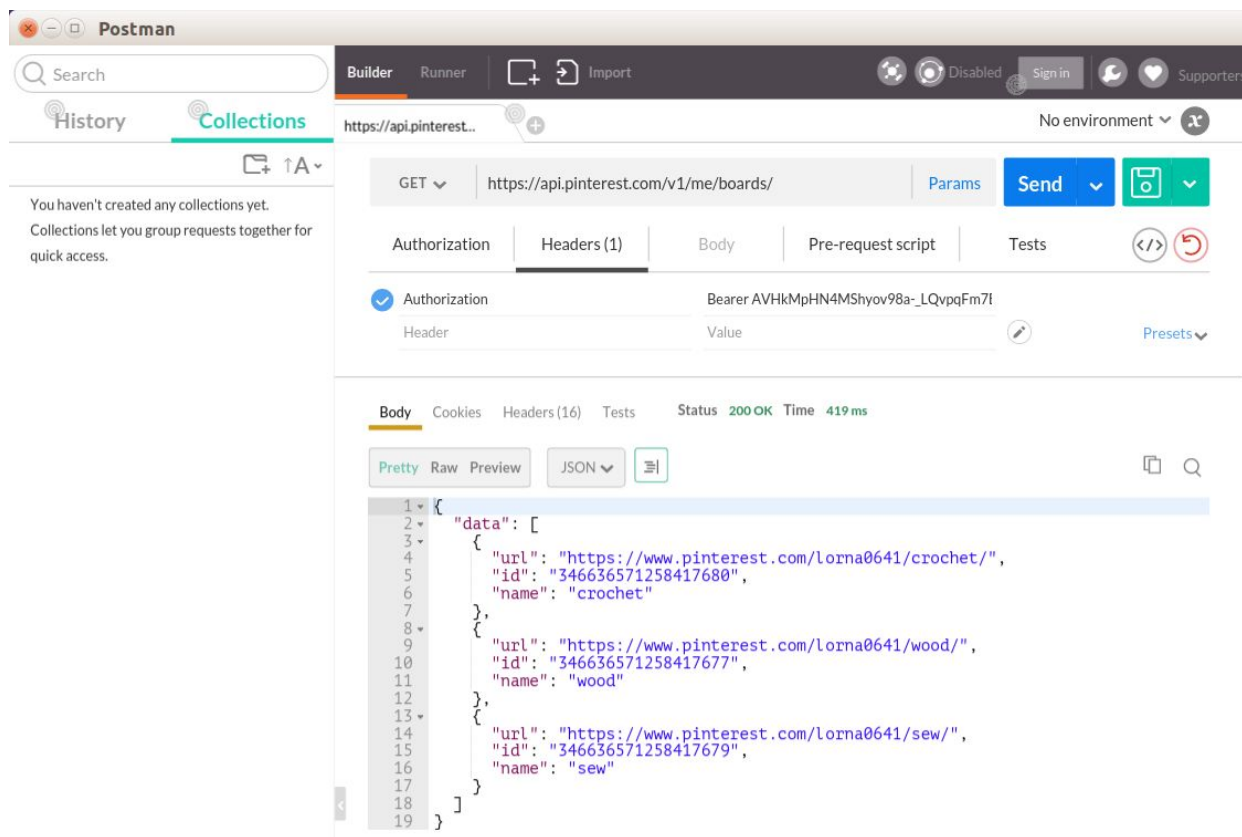 Postman
Search
History Collections
↑A
You haven't created any collections yet.
Collections let you group requests together for
quick access.
Builder Runner Import Disabled Sign in Supporters
https://api.pinterest... No environment x
GET https://api.pinterest.com/v1/me/boards/ Params Send
Authorization Headers (1) Body Pre-request script Tests </>
Authorization Bearer AVHkMpHN4MShyov98a-_LQvpqFm7
Header Value Presets
Body Cookies Headers (16) Tests Status 200 OK Time 419 ms
Pretty Raw Preview JSON
1 {
2 "data": [
3 {
4 "url": "https://www.pinterest.com/lorna0641/crochet/",
5 "id": "346636571258417680",
6 "name": "crochet"
7 },
8 {
9 "url": "https://www.pinterest.com/lorna0641/wood/",
10 "id": "346636571258417677",
11 "name": "wood"
12 },
13 {
14 "url": "https://www.pinterest.com/lorna0641/sew/",
15 "id": "346636571258417679",
16 "name": "sew"
17 }
18 ]
19 }